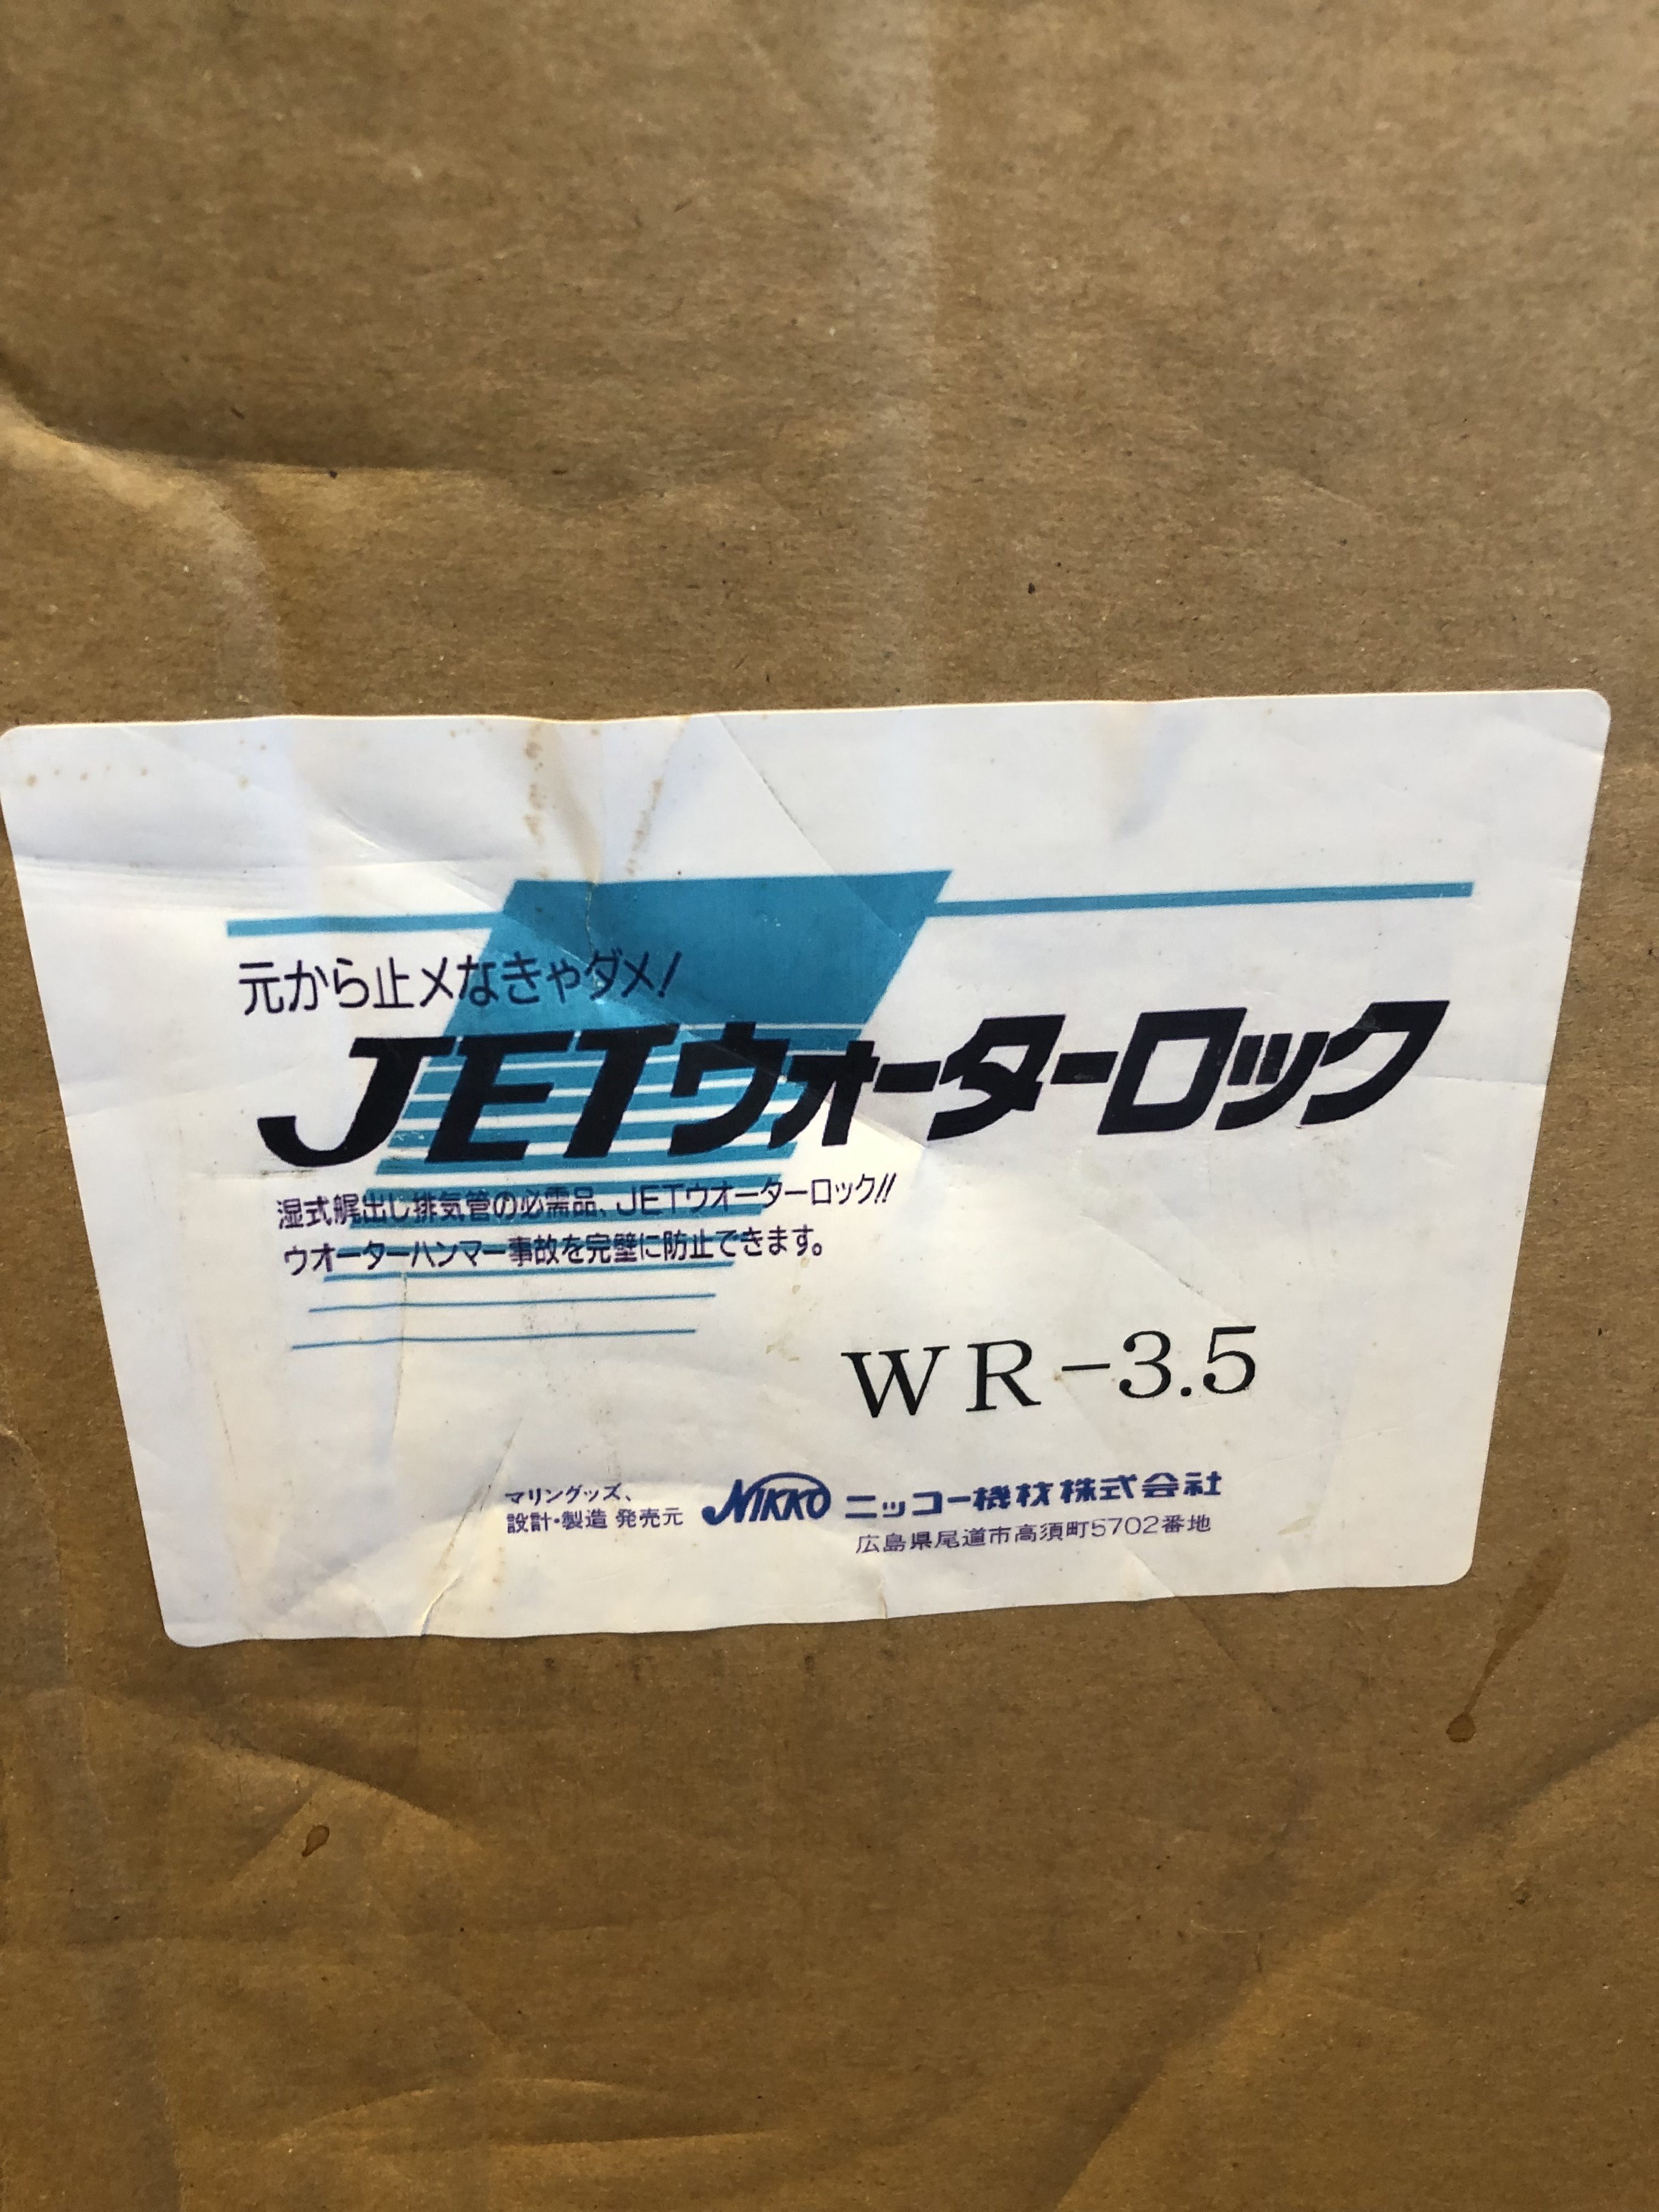 元から止メなきゃダメ!
JETウォーターロック
湿式艉出し排気管の必需品、JETウオーターロック!!
ウオーターハンマー事故を完璧に防止できます。
WR-3.5
マリングッズ、
設計・製造 発売元
NIKKO ニッコー機材株式会社
広島県尾道市高須町5702番地